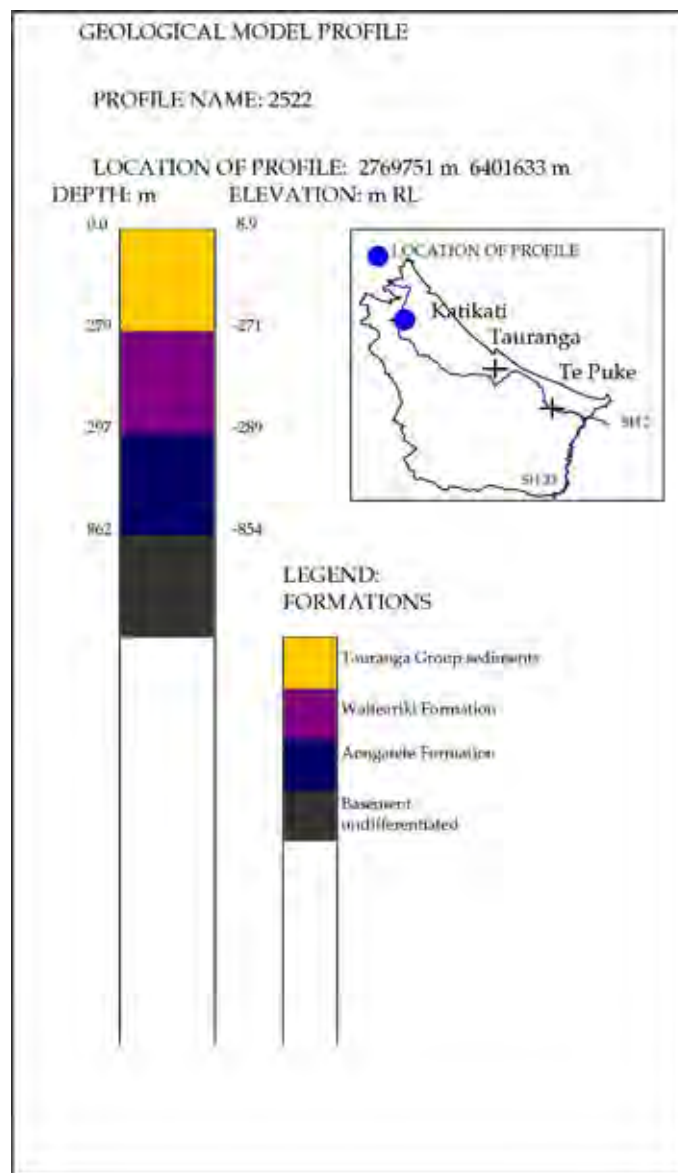 GEOLOGICAL MODEL PROFILE
PROFILE NAME: 2522
LOCATION OF PROFILE: 2769751 m 6401633 m
DEPTH: m ELEVATION: m RL
0.0 8.9
LOCATION OF PROFILE
Katikati
279 -271
Tauranga
Te Puke
297 -289
SH2
SH33
862 -854
LEGEND:
FORMATIONS
Tauranga Group sediments
Waiteariki Formation
Aongatete Formation
Basement
undifferentiated